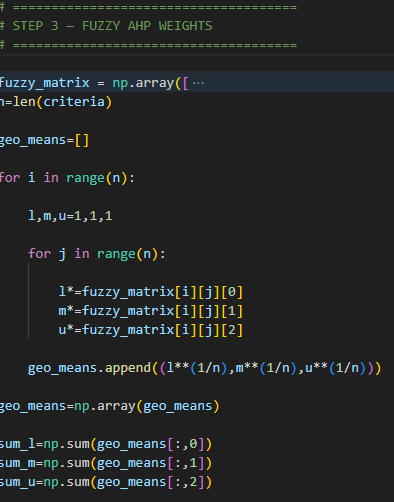 # =====================================
# STEP 3 — FUZZY AHP WEIGHTS
# =====================================
fuzzy_matrix = np.array([ ···
n=len(criteria)
geo_means=[]
for i in range(n):
l,m,u=1,1,1
for j in range(n):
l*=fuzzy_matrix[i][j][0]
m*=fuzzy_matrix[i][j][1]
u*=fuzzy_matrix[i][j][2]
geo_means.append((l**(1/n),m**(1/n),u**(1/n)))
geo_means=np.array(geo_means)
sum_l=np.sum(geo_means[:,0])
sum_m=np.sum(geo_means[:,1])
sum_u=np.sum(geo_means[:,2])